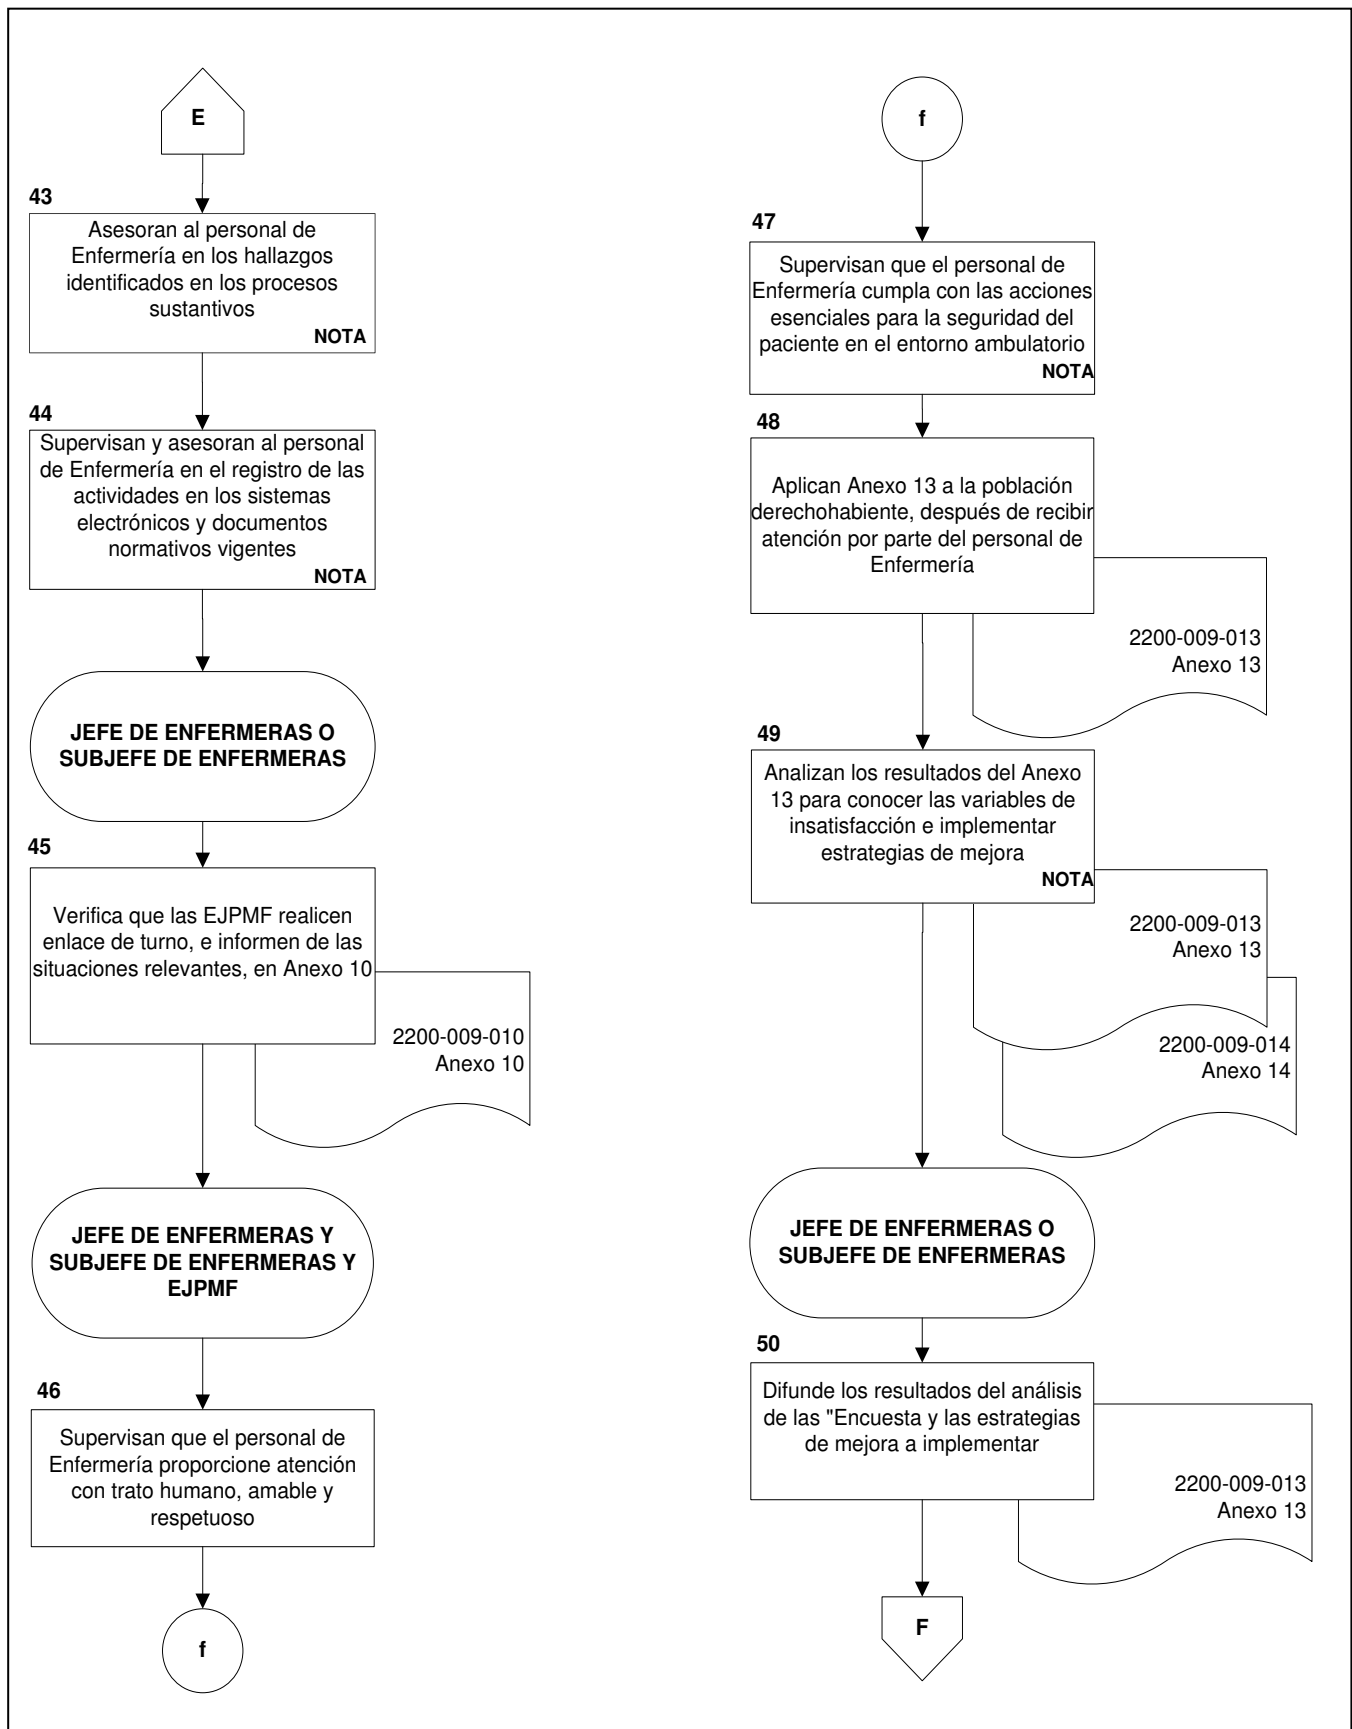 E
43
Asesoran al personal de
Enfermería en los hallazgos
identificados en los procesos
sustantivos
NOTA
44
Supervisan y asesoran al personal
de Enfermería en el registro de las
actividades en los sistemas
electrónicos y documentos
normativos vigentes
NOTA
JEFE DE ENFERMERAS O
SUBJEFE DE ENFERMERAS
45
Verifica que las EJPMF realicen
enlace de turno, e informen de las
situaciones relevantes, en Anexo 10
2200-009-010
Anexo 10
JEFE DE ENFERMERAS Y
SUBJEFE DE ENFERMERAS Y
EJPMF
46
Supervisan que el personal de
Enfermería proporcione atención
con trato humano, amable y
respetuoso
f
f
47
Supervisan que el personal de
Enfermería cumpla con las acciones
esenciales para la seguridad del
paciente en el entorno ambulatorio
NOTA
48
Aplican Anexo 13 a la población
derechohabiente, después de recibir
atención por parte del personal de
Enfermería
2200-009-013
Anexo 13
49
Analizan los resultados del Anexo
13 para conocer las variables de
insatisfacción e implementar
estrategias de mejora
NOTA
2200-009-013
Anexo 13
2200-009-014
Anexo 14
JEFE DE ENFERMERAS O
SUBJEFE DE ENFERMERAS
50
Difunde los resultados del análisis
de las "Encuesta y las estrategias
de mejora a implementar
2200-009-013
Anexo 13
F